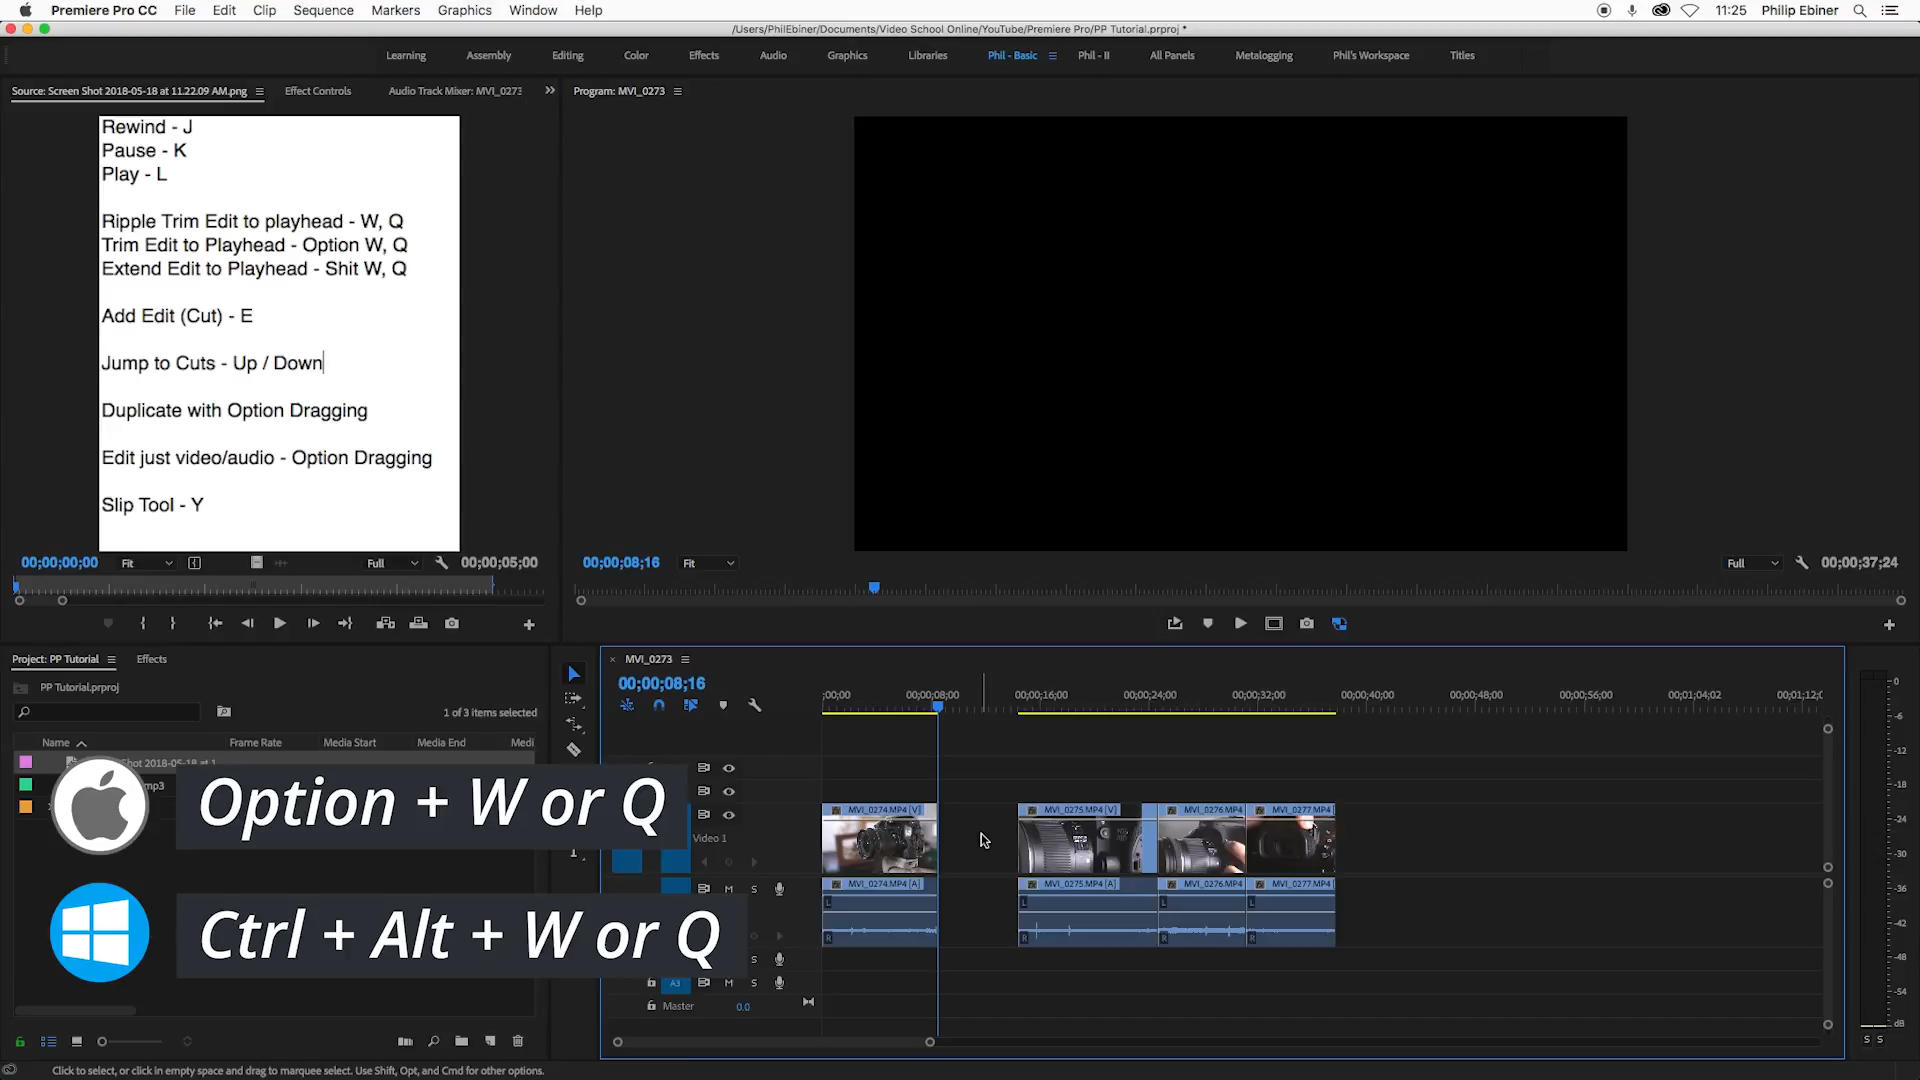 Premiere Pro CC File Edit Clip Sequence Markers Graphics Window Help 11:25 Philip Ebiner
/Users/PhilEbiner/Documents/Video School Online/YouTube/Premiere Pro/PP Tutorial.prproj *
Learning Assembly Editing Color Effects Audio Graphics Libraries Phil - Basic Phil - II All Panels Metalogging Phil's Workspace Titles
Source: Screen Shot 2018-05-18 at 11.22.09 AM.png Effect Controls Audio Track Mixer: MVI_0273
Program: MVI_0273
Rewind - J
Pause - K
Play - L
Ripple Trim Edit to playhead - W, Q
Trim Edit to Playhead - Option W, Q
Extend Edit to Playhead - Shit W, Q
Add Edit (Cut) - E
Jump to Cuts - Up / Down
Duplicate with Option Dragging
Edit just video/audio - Option Dragging
Slip Tool - Y
00;00;00;00 Fit Full 00;00;05;00
00;00;08;16 Fit Full 00;00;37;24
Project: PP Tutorial Effects
PP Tutorial.prproj
1 of 3 items selected
Name Frame Rate Media Start Media End Medi
Shot 2018-05-18 at 1
mp3
Option + W or Q
Ctrl + Alt + W or Q
MVI_0273
00;00;08;16
;00;00 00;00;08;00 00;00;16;00 00;00;24;00 00;00;32;00 00;00;40;00 00;00;48;00 00;00;56;00 00;01;04;02 00;01;12;0
MVI_0274.MP4 [V] MVI_0275.MP4 [V] MVI_0276.MP4 MVI_0277.MP4
Video 1
M S MVI_0274.MP4 [A] MVI_0275.MP4 [A] MVI_0276.MP4 MVI_0277.MP4
L L L L
R R R R
S
A3 M S
Master 0.0
0
-6
-12
-18
-24
-30
-36
-42
-48
-54
dB
S S
Click to select, or click in empty space and drag to marquee select. Use Shift, Opt, and Cmd for other options.